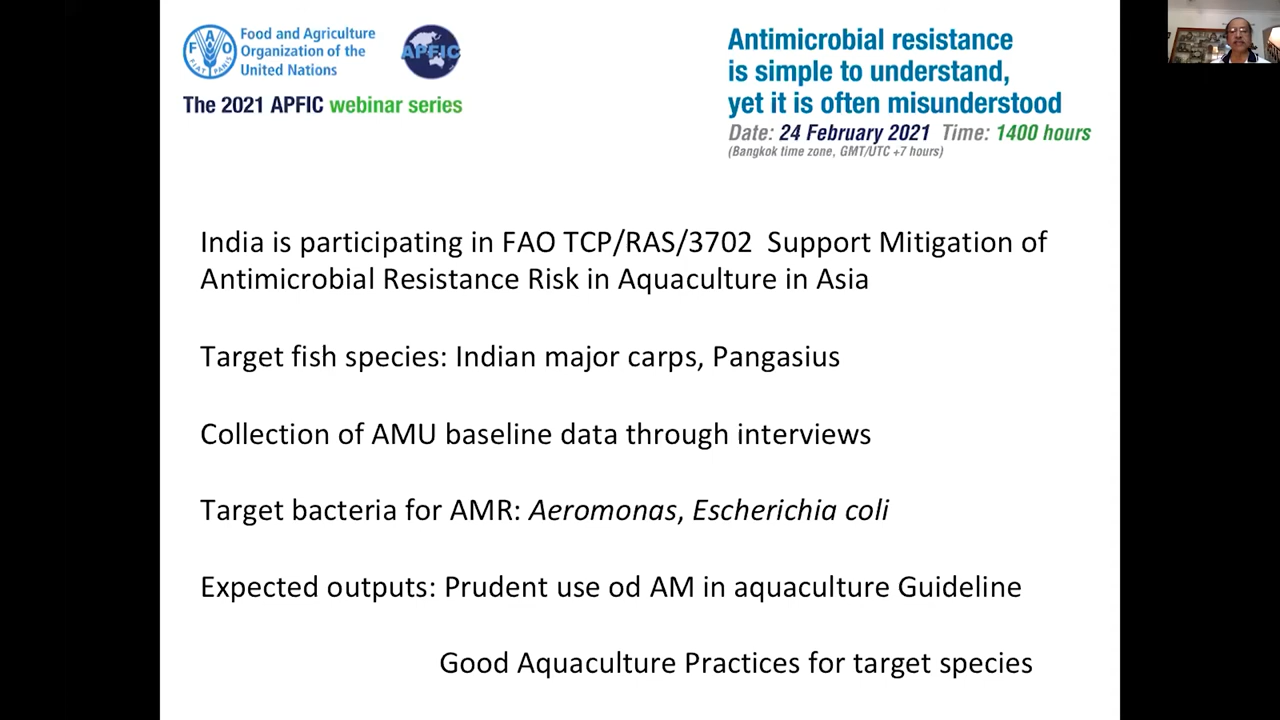 Food and Agriculture
Organization of the
United Nations
FAO
FIAT PANIS
APFIC
The 2021 APFIC webinar series
Antimicrobial resistance
is simple to understand,
yet it is often misunderstood
Date: 24 February 2021 Time: 1400 hours
(Bangkok time zone, GMT/UTC +7 hours)
India is participating in FAO TCP/RAS/3702 Support Mitigation of
Antimicrobial Resistance Risk in Aquaculture in Asia
Target fish species: Indian major carps, Pangasius
Collection of AMU baseline data through interviews
Target bacteria for AMR: Aeromonas, Escherichia coli
Expected outputs: Prudent use od AM in aquaculture Guideline
Good Aquaculture Practices for target species